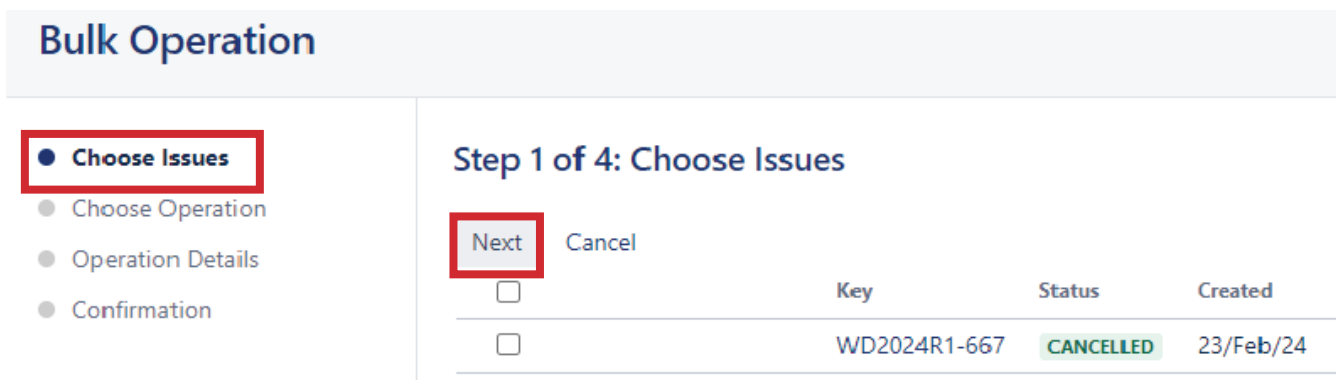 Bulk Operation
Choose Issues
Choose Operation
Operation Details
Confirmation
Step 1 of 4: Choose Issues
Next Cancel
Key Status Created
WD2024R1-667 CANCELLED 23/Feb/24